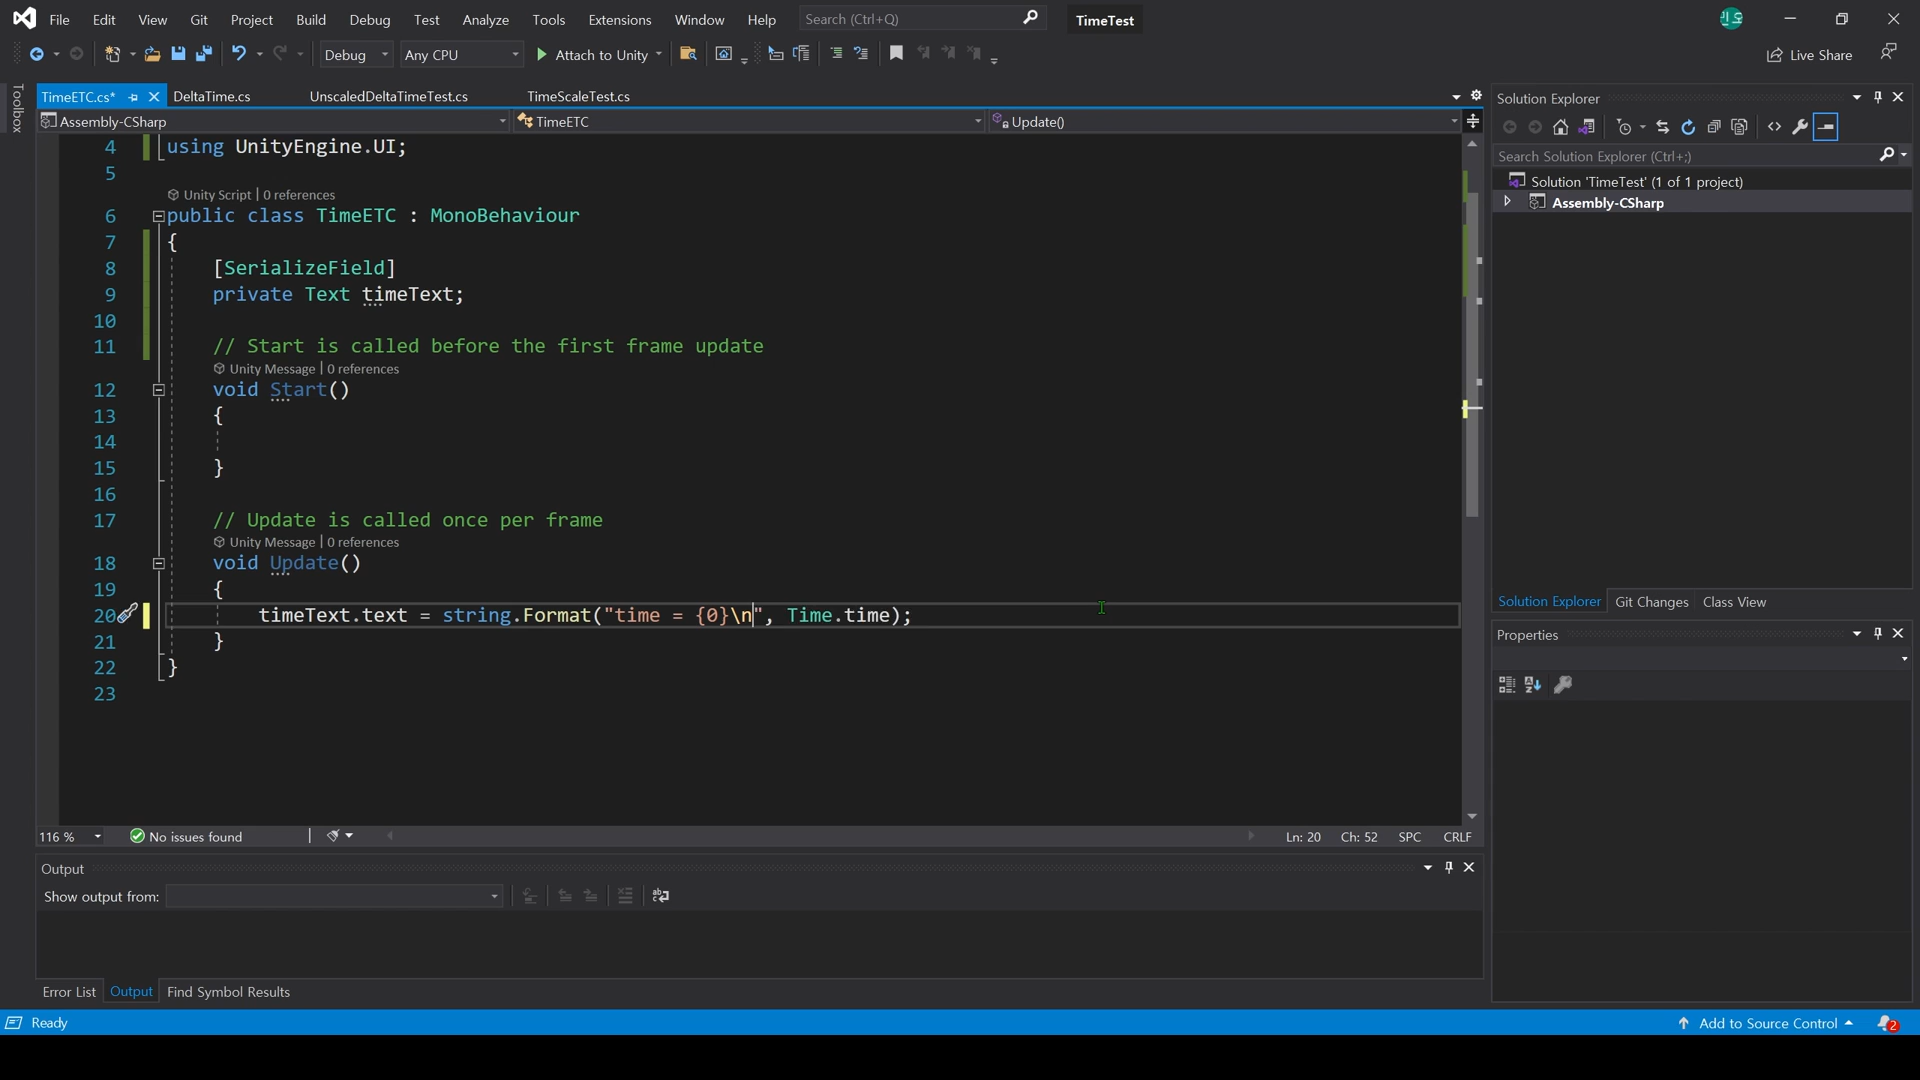 File Edit View Git Project Build Debug Test Analyze Tools Extensions Window Help Search (Ctrl+Q) TimeTest
Debug Any CPU Attach to Unity Live Share
Toolbox
TimeETC.cs* DeltaTime.cs UnscaledDeltaTimeTest.cs TimeScaleTest.cs
Assembly-CSharp TimeETC Update()
4 using UnityEngine.UI;
5
Unity Script | 0 references
6 public class TimeETC : MonoBehaviour
7 {
8 [SerializeField]
9 private Text timeText;
10
11 // Start is called before the first frame update
Unity Message | 0 references
12 void Start()
13 {
14
15 }
16
17 // Update is called once per frame
Unity Message | 0 references
18 void Update()
19 {
20 timeText.text = string.Format("time = {0}\n", Time.time);
21 }
22 }
23
116 % No issues found Ln: 20 Ch: 52 SPC CRLF
Output
Show output from:
Error List Output Find Symbol Results
Solution Explorer
Search Solution Explorer (Ctrl+;)
Solution 'TimeTest' (1 of 1 project)
Assembly-CSharp
Solution Explorer Git Changes Class View
Properties
Ready Add to Source Control 2